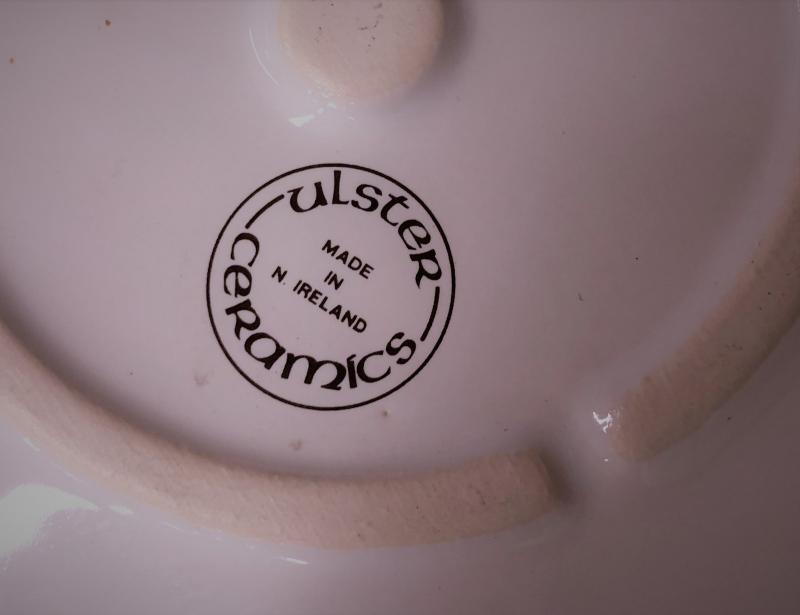 ulster
MADE
IN
N. IRELAND
ceramics